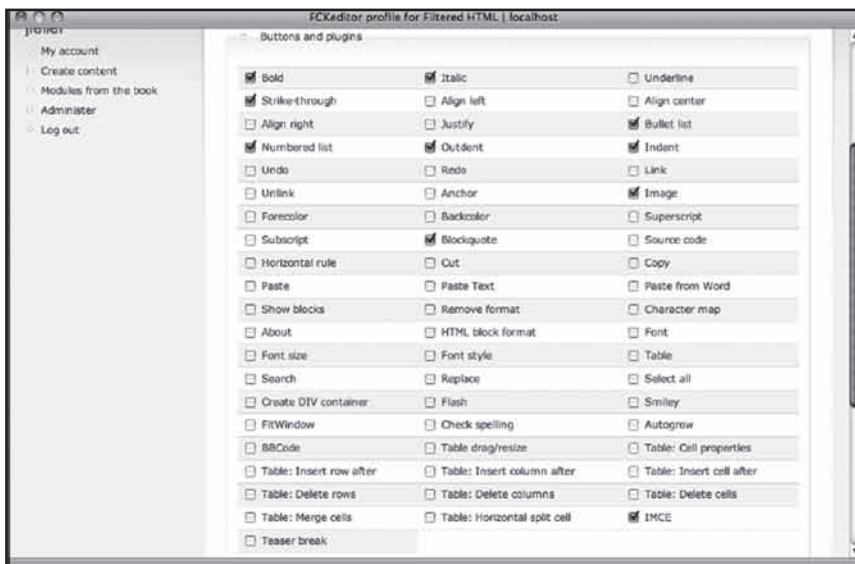 FCKeditor profile for Filtered HTML | localhost
My account
Create content
Modules from the book
Administer
Log out
Buttons and plugins
Bold Italic Underline
Strike-through Align left Align center
Align right Justify Bullet list
Numbered list Outdent Indent
Undo Redo Link
Unlink Anchor Image
Forecolor Backcolor Superscript
Subscript Blockquote Source code
Horizontal rule Cut Copy
Paste Paste Text Paste from Word
Show blocks Remove format Character map
About HTML block format Font
Font size Font style Table
Search Replace Select all
Create DIV container Flash Smiley
FitWindow Check spelling Autogrow
BBCode Table drag/resize Table: Cell properties
Table: Insert row after Table: Insert column after Table: Insert cell after
Table: Delete rows Table: Delete columns Table: Delete cells
Table: Merge cells Table: Horizontal split cell IMCE
Teaser break